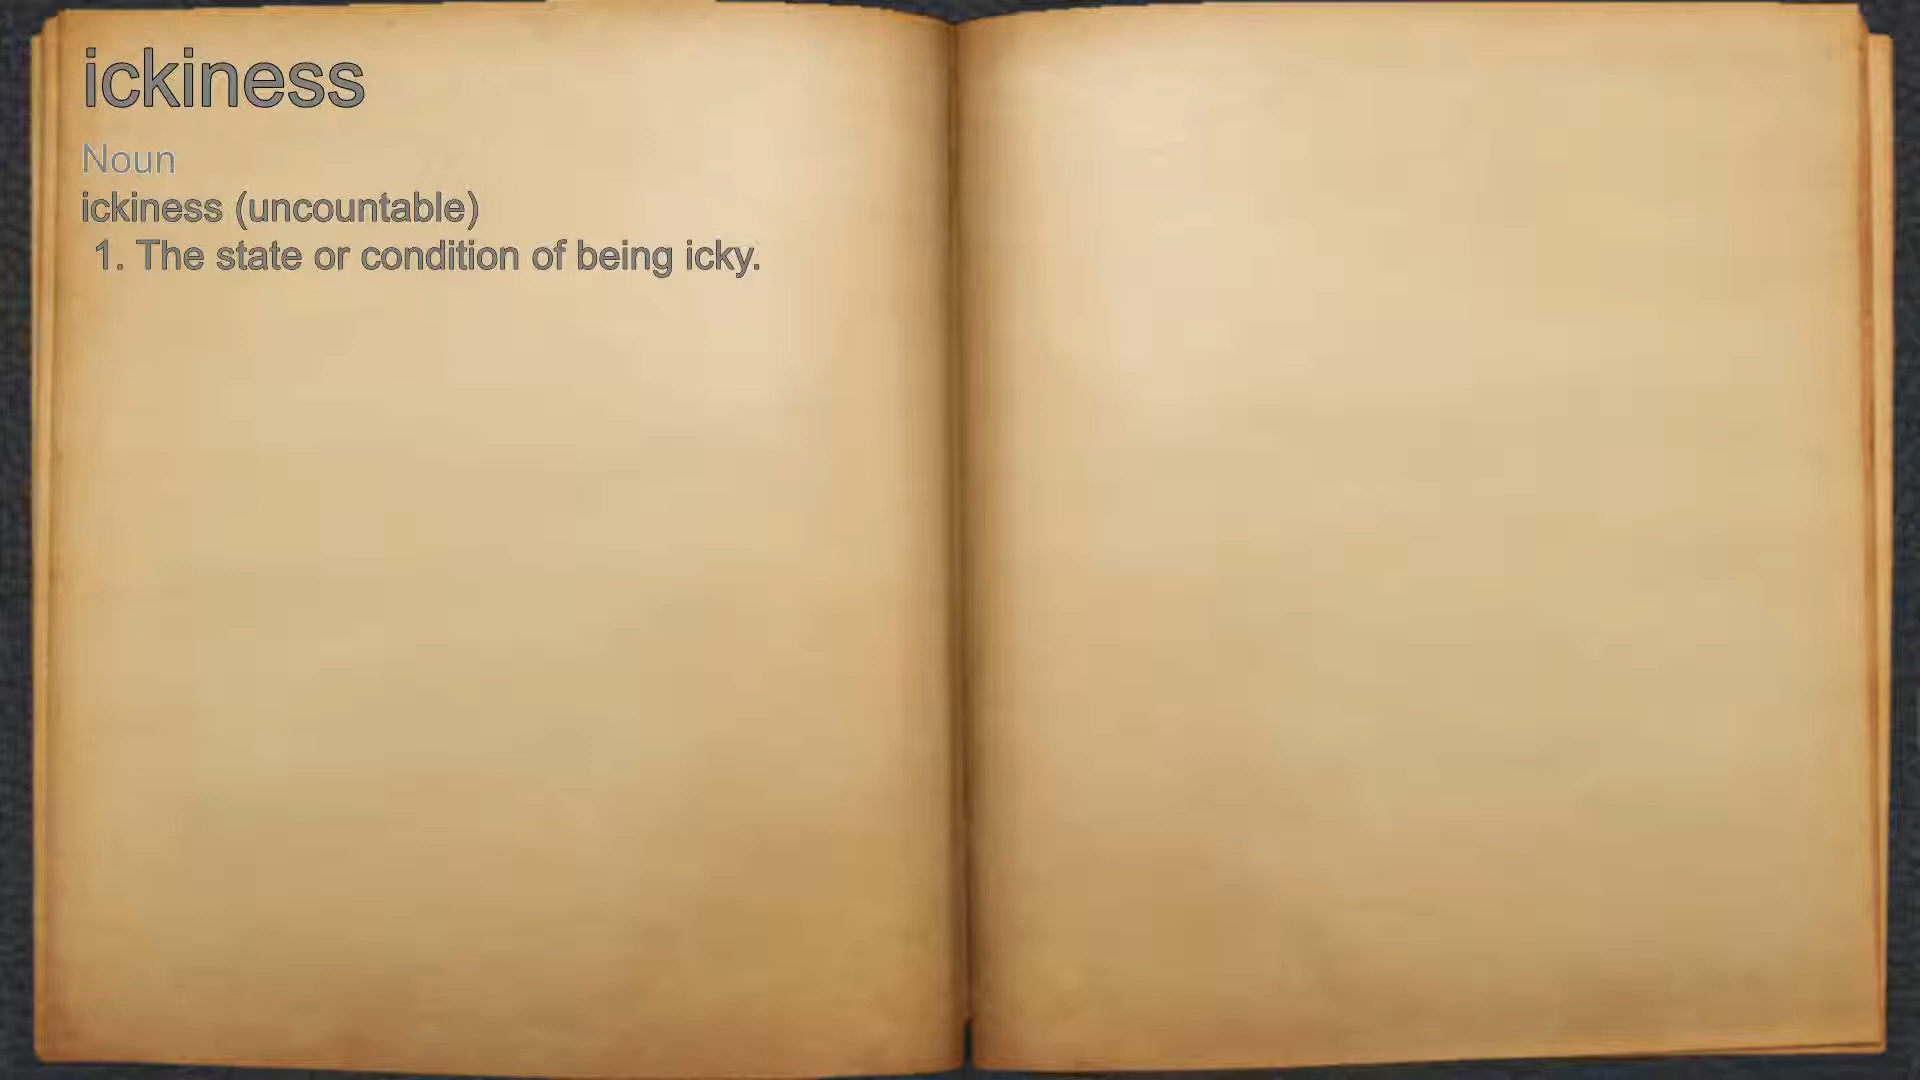 ickiness
Noun
ickiness (uncountable)
1. The state or condition of being icky.